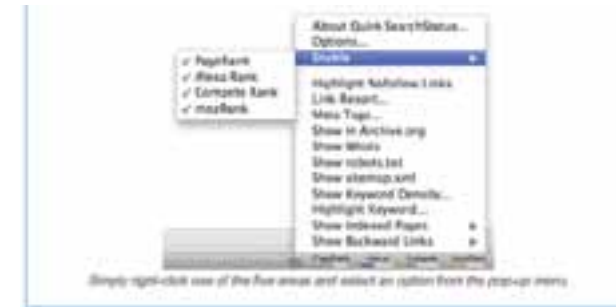 About Quirk SearchStatus...
Options...
Enable
✓ PageRank
✓ Alexa Rank
✓ Compete Rank
✓ mozRank
Highlight Nofollow Links
Link Report...
Meta Tags...
Show in Archive.org
Show Whois
Show robots.txt
Show sitemap.xml
Show Keyword Density...
Highlight Keyword...
Show Indexed Pages
Show Backward Links
Simply right-click one of the five areas and select an option from the pop-up menu.